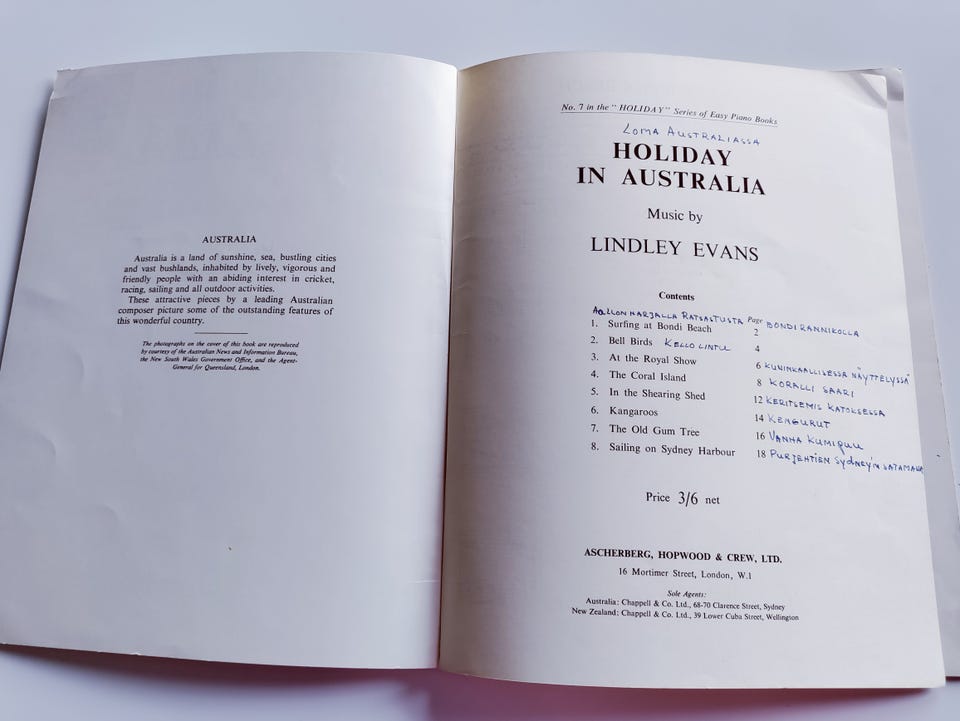 AUSTRALIA
Australia is a land of sunshine, sea, bustling cities
and vast bushlands, inhabited by lively, vigorous and
friendly people with an abiding interest in cricket,
racing, sailing and all outdoor activities.
These attractive pieces by a leading Australian
composer picture some of the outstanding features of
this wonderful country.
The photographs on the cover of this book are reproduced
by courtesy of the Australian News and Information Bureau,
the New South Wales Government Office, and the Agent-
General for Queensland, London.
No. 7 in the "HOLIDAY" Series of Easy Piano Books
LOMA AUSTRALIASSA
HOLIDAY
IN AUSTRALIA
Music by
LINDLEY EVANS
Contents
AALLON HARJALLA RATSASTUSTA Page BONDI RANNIKOLLA
1. Surfing at Bondi Beach 2
2. Bell Birds KELLO LINTU 4
3. At the Royal Show 6 KUNINKAALLISESSA NÄYTTELYSSÄ
4. The Coral Island 8 KORALLI SAARI
5. In the Shearing Shed 12 KERITSEMIS KATOKSESSA
6. Kangaroos 14 KENGURUT
7. The Old Gum Tree 16 VANHA KUMIPUU
8. Sailing on Sydney Harbour 18 PURJEHTIEN SYDNEY'N SATAMAAN
Price 3/6 net
ASCHERBERG, HOPWOOD & CREW, LTD.
16 Mortimer Street, London, W.1
Sole Agents:
Australia: Chappell & Co. Ltd., 68-70 Clarence Street, Sydney
New Zealand: Chappell & Co. Ltd., 39 Lower Cuba Street, Wellington